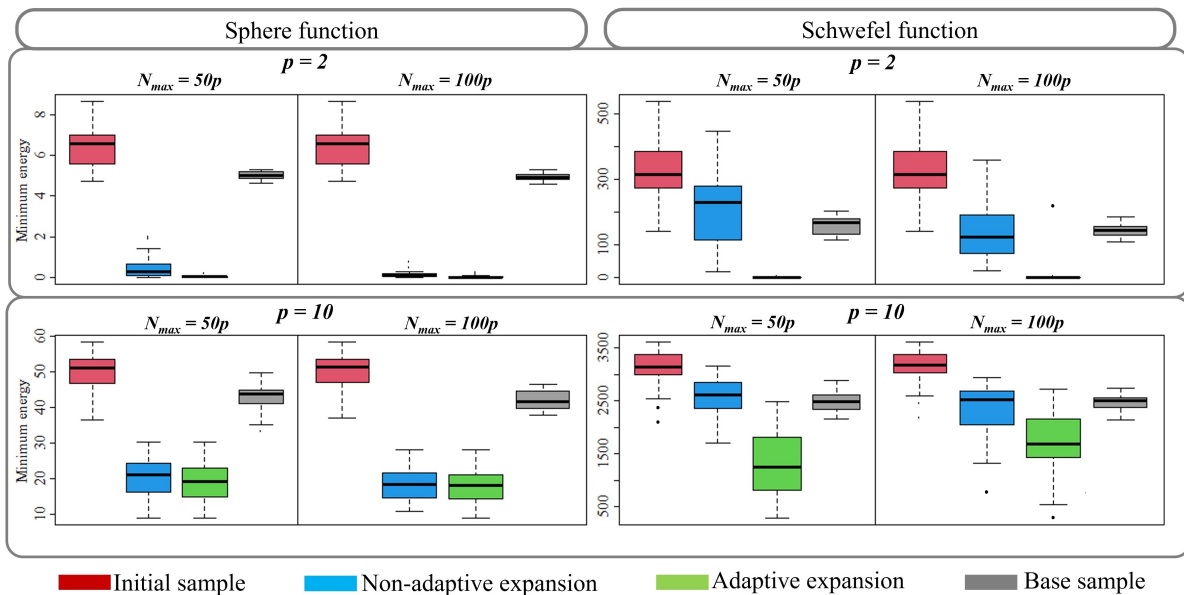 Sphere function
Schwefel function
p = 2
p = 2
N_max = 50p
N_max = 100p
N_max = 50p
N_max = 100p
Minimum energy
8
6
4
2
0
500
300
100
0
p = 10
p = 10
N_max = 50p
N_max = 100p
N_max = 50p
N_max = 100p
Minimum energy
60
50
40
30
20
10
3500
2500
1500
500
Initial sample
Non-adaptive expansion
Adaptive expansion
Base sample